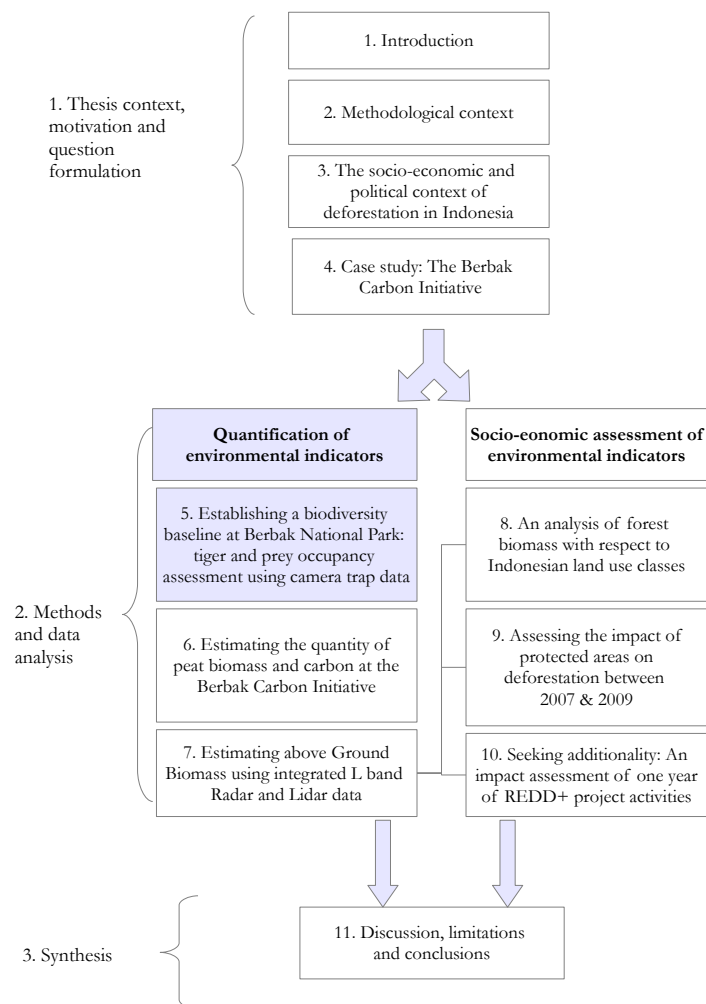 1. Introduction
1. Thesis context,
motivation and
question
formulation
2. Methodological context
3. The socio-economic and
political context of
deforestation in Indonesia
4. Case study: The Berbak
Carbon Initiative
Quantification of
environmental indicators
Socio-eonomic assessment of
environmental indicators
5. Establishing a biodiversity
baseline at Berbak National Park:
tiger and prey occupancy
assessment using camera trap data
8. An analysis of forest
biomass with respect to
Indonesian land use classes
2. Methods
and data
analysis
6. Estimating the quantity of
peat biomass and carbon at the
Berbak Carbon Initiative
9. Assessing the impact of
protected areas on
deforestation between
2007 & 2009
7. Estimating above Ground
Biomass using integrated L band
Radar and Lidar data
10. Seeking additionality: An
impact assessment of one year
of REDD+ project activities
3. Synthesis
11. Discussion, limitations
and conclusions